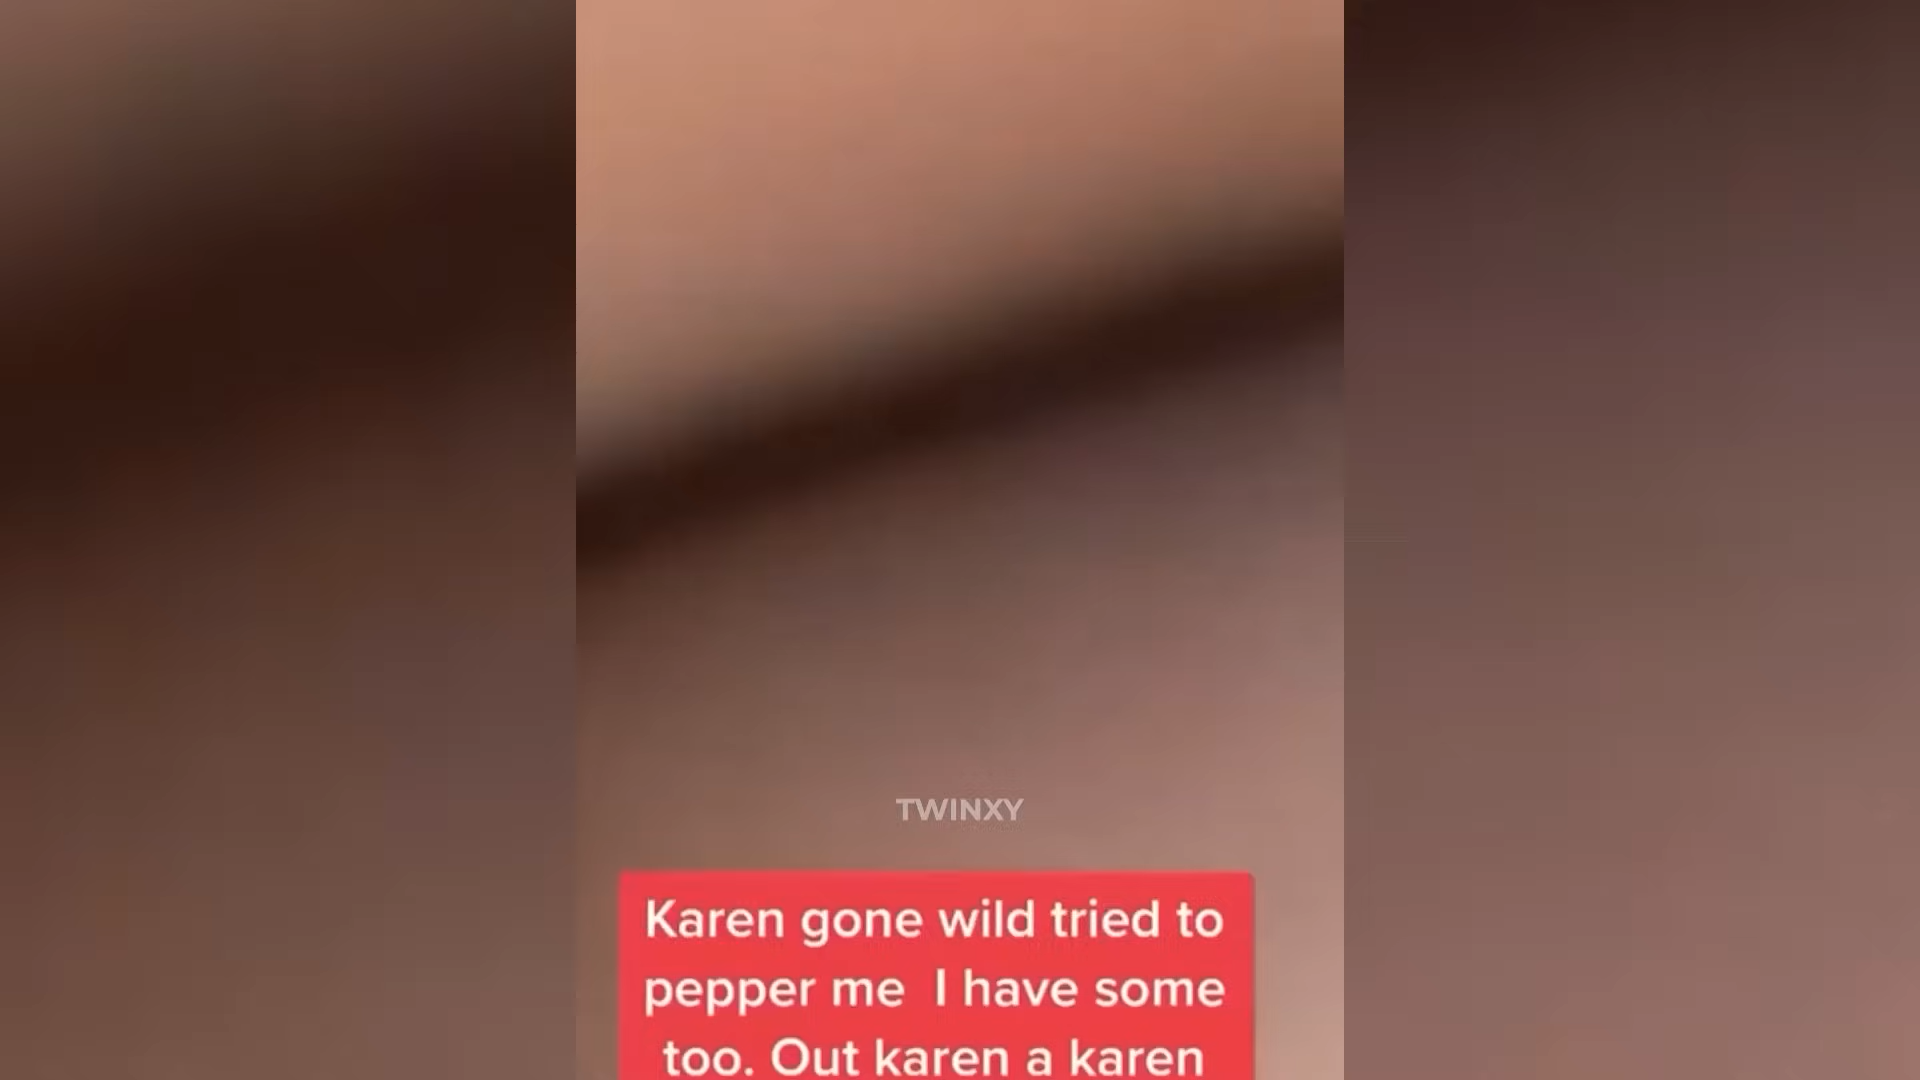 TWINXY
Karen gone wild tried to
pepper me  I have some
too. Out karen a karen